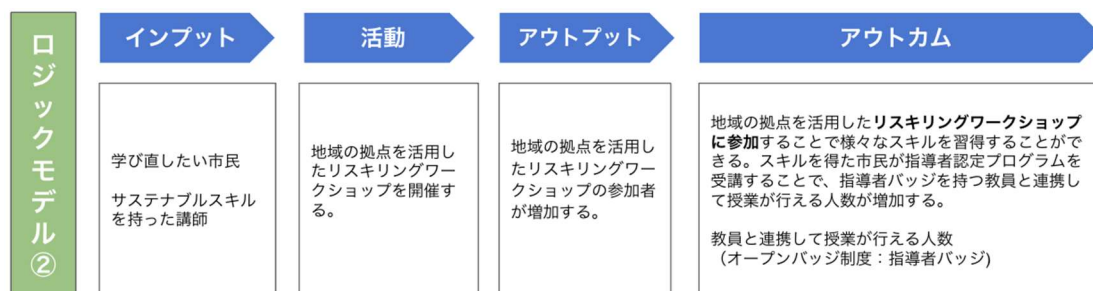 ロジックモデル②
インプット
活動
アウトプット
アウトカム
学び直したい市民
サステナブルスキル
を持った講師
地域の拠点を活用し
たリスキリングワー
クショップを開催す
る。
地域の拠点を活用し
たリスキリングワー
クショップの参加者
が増加する。
地域の拠点を活用したリスキリングワークショップ
に参加することで様々なスキルを習得することがで
きる。スキルを得た市民が指導者認定プログラムを
受講することで、指導者バッジを持つ教員と連携し
て授業が行える人数が増加する。
教員と連携して授業が行える人数
（オープンバッジ制度：指導者バッジ)